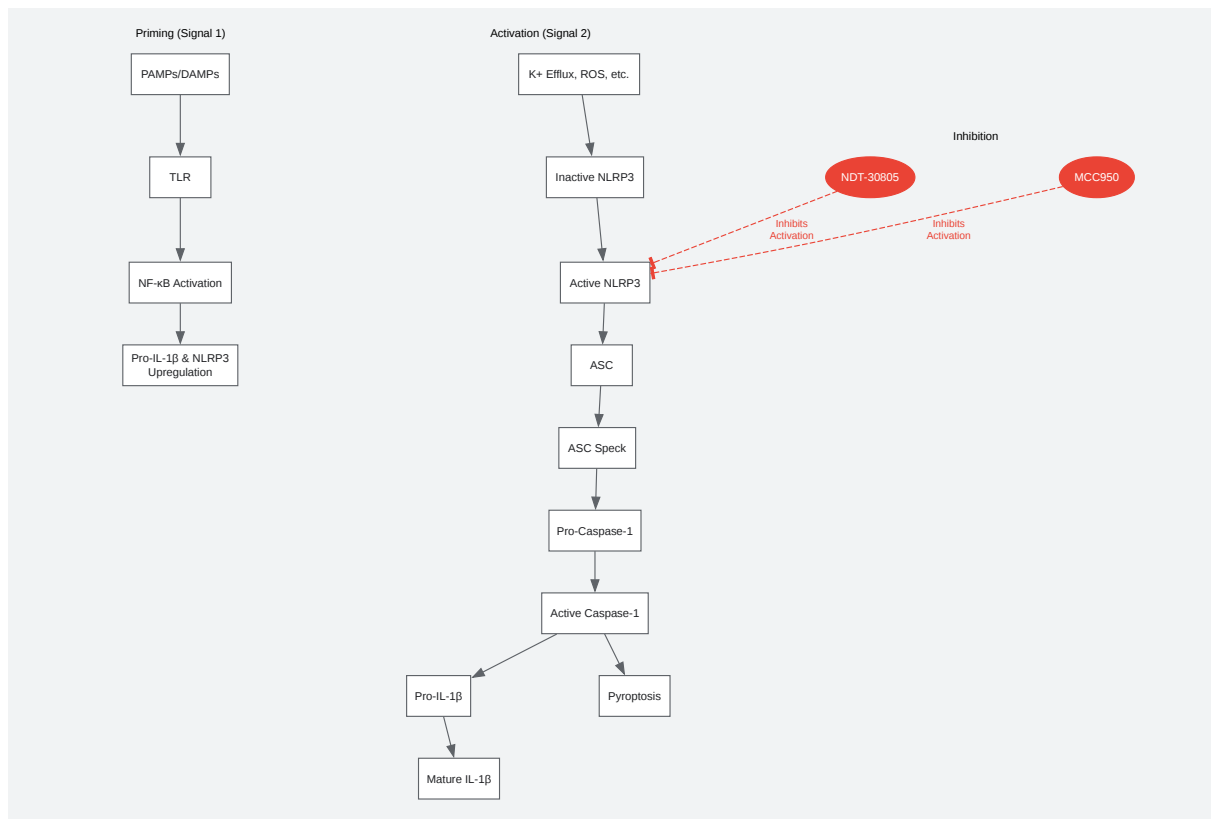 Priming (Signal 1)
PAMPs/DAMPs
TLR
NF-κB Activation
Pro-IL-1β & NLRP3
Upregulation
Activation (Signal 2)
K+ Efflux, ROS, etc.
Inactive NLRP3
Active NLRP3
ASC
ASC Speck
Pro-Caspase-1
Active Caspase-1
Pro-IL-1β
Pyroptosis
Mature IL-1β
Inhibition
NDT-30805
MCC950
Inhibits
Activation
Inhibits
Activation